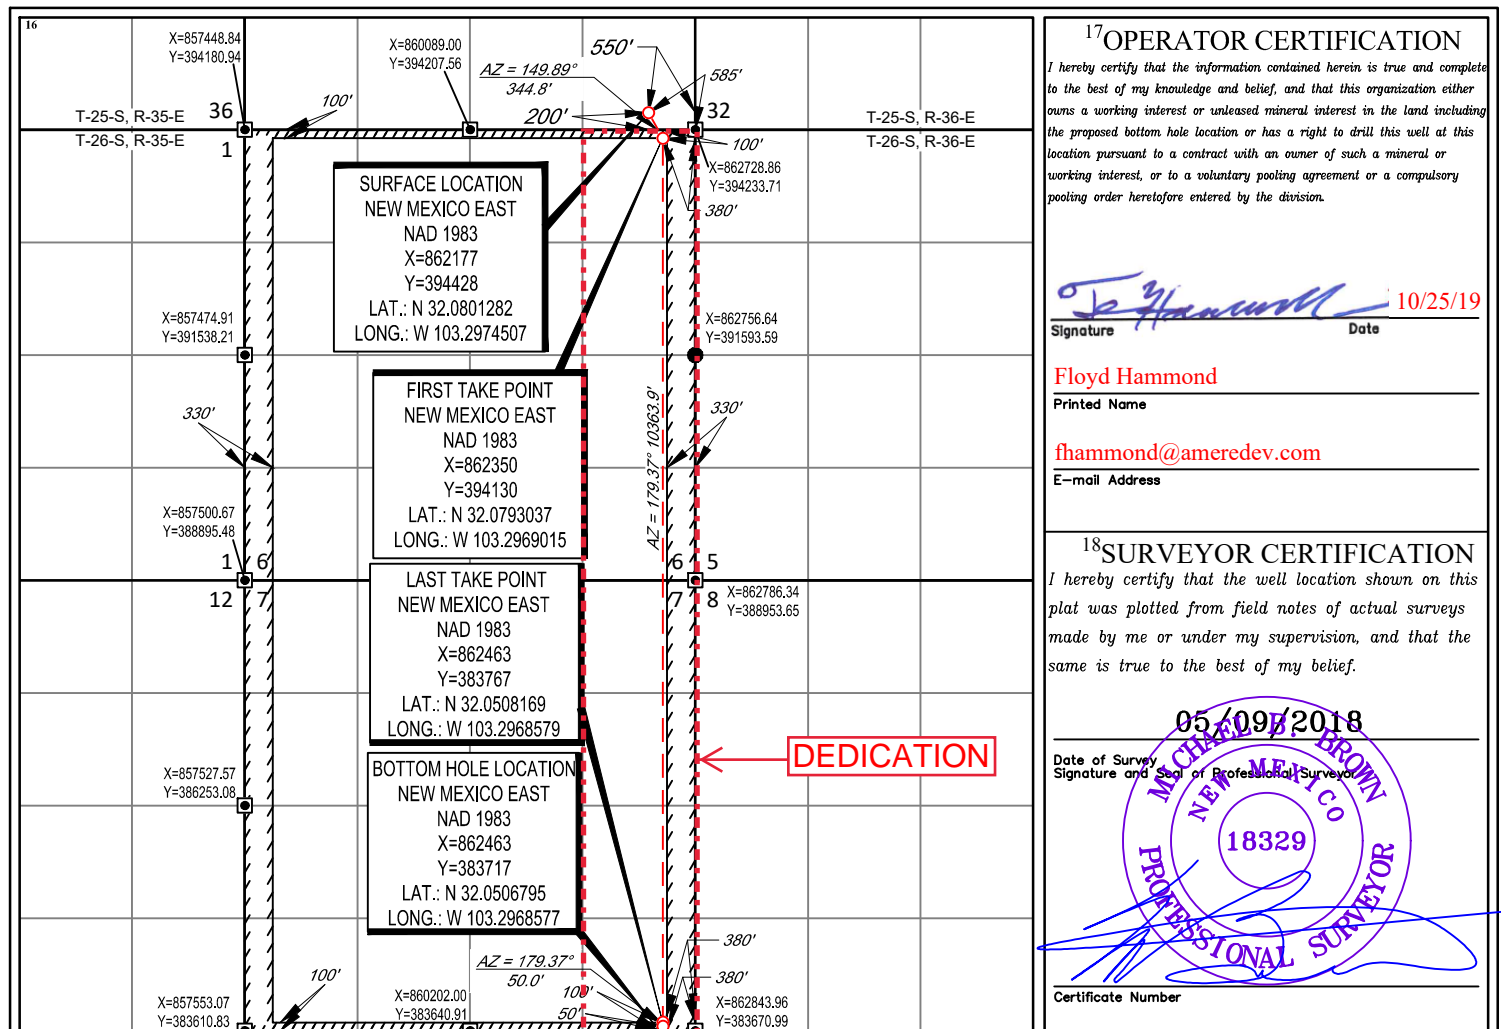 16
X=857448.84
Y=394180.94
X=860089.00
Y=394207.56
550'
AZ = 149.89°
344.8'
585'
200'
100'
T-25-S, R-35-E
36
32
T-25-S, R-36-E
T-26-S, R-35-E
1
T-26-S, R-36-E
100'
X=862728.86
Y=394233.71
380'
SURFACE LOCATION
NEW MEXICO EAST
NAD 1983
X=862177
Y=394428
LAT.: N 32.0801282
LONG.: W 103.2974507
X=857474.91
Y=391538.21
X=862756.64
Y=391593.59
FIRST TAKE POINT
NEW MEXICO EAST
NAD 1983
X=862350
Y=394130
LAT.: N 32.0793037
LONG.: W 103.2969015
330'
330'
AZ = 179.37° 10363.9'
X=857500.67
Y=388895.48
1 6
6 5
12 7
7 8
X=862786.34
Y=388953.65
LAST TAKE POINT
NEW MEXICO EAST
NAD 1983
X=862463
Y=383767
LAT.: N 32.0508169
LONG.: W 103.2968579
DEDICATION
BOTTOM HOLE LOCATION
NEW MEXICO EAST
NAD 1983
X=862463
Y=383717
LAT.: N 32.0506795
LONG.: W 103.2968577
X=857527.57
Y=386253.08
380'
AZ = 179.37°
50.0'
380'
100'
100'
50'
X=857553.07
Y=383610.83
X=860202.00
Y=383640.91
X=862843.96
Y=383670.99
17 OPERATOR CERTIFICATION
I hereby certify that the information contained herein is true and complete
to the best of my knowledge and belief, and that this organization either
owns a working interest or unleased mineral interest in the land including
the proposed bottom hole location or has a right to drill this well at this
location pursuant to a contract with an owner of such a mineral or
working interest, or to a voluntary pooling agreement or a compulsory
pooling order heretofore entered by the division.
10/25/19
Signature Date
Floyd Hammond
Printed Name
fhammond@ameredev.com
E-mail Address
18 SURVEYOR CERTIFICATION
I hereby certify that the well location shown on this
plat was plotted from field notes of actual surveys
made by me or under my supervision, and that the
same is true to the best of my belief.
05/09/2018
Date of Survey
Signature and Seal of Professional Surveyor
MICHAEL B. BROWN
NEW MEXICO
18329
PROFESSIONAL SURVEYOR
Certificate Number